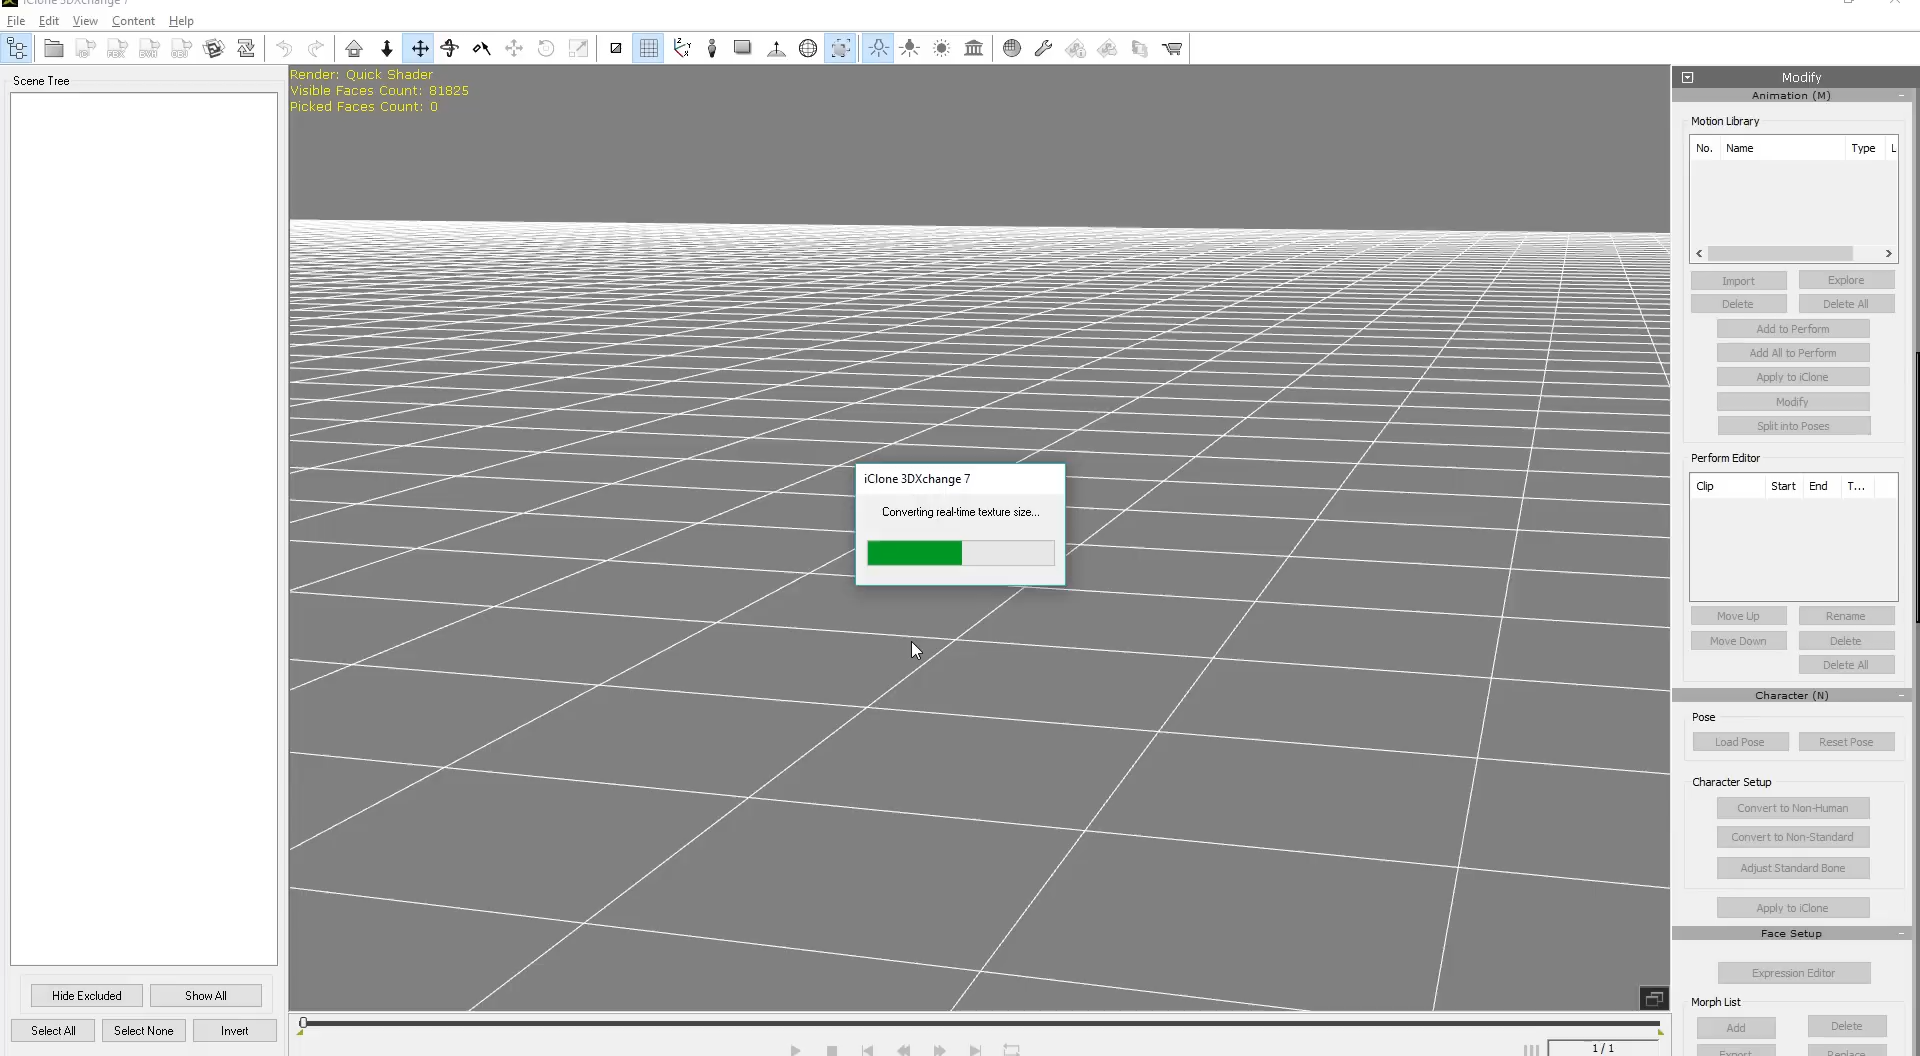 iClone 3DXchange 7
File Edit View Content Help
Scene Tree
Render: Quick Shader
Visible Faces Count: 81825
Picked Faces Count: 0
iClone 3DXchange 7
Converting real-time texture size...
Hide Excluded Show All
Select All Select None Invert
1 / 1
Modify
Animation (M)
Motion Library
No. Name Type L
Import Explore
Delete Delete All
Add to Perform
Add All to Perform
Apply to iClone
Modify
Split into Poses
Perform Editor
Clip Start End T...
Move Up Rename
Move Down Delete
Delete All
Character (N)
Pose
Load Pose Reset Pose
Character Setup
Convert to Non-Human
Convert to Non-Standard
Adjust Standard Bone
Apply to iClone
Face Setup
Expression Editor
Morph List
Add Delete
Export Replace